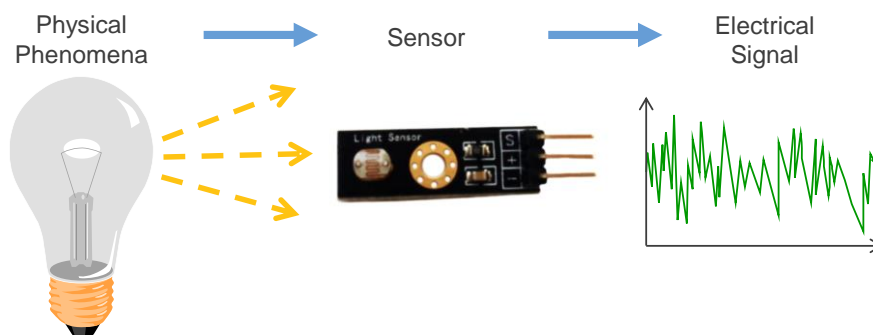 Physical
Phenomena
Sensor
Electrical
Signal
Light Sensor
S
+
-